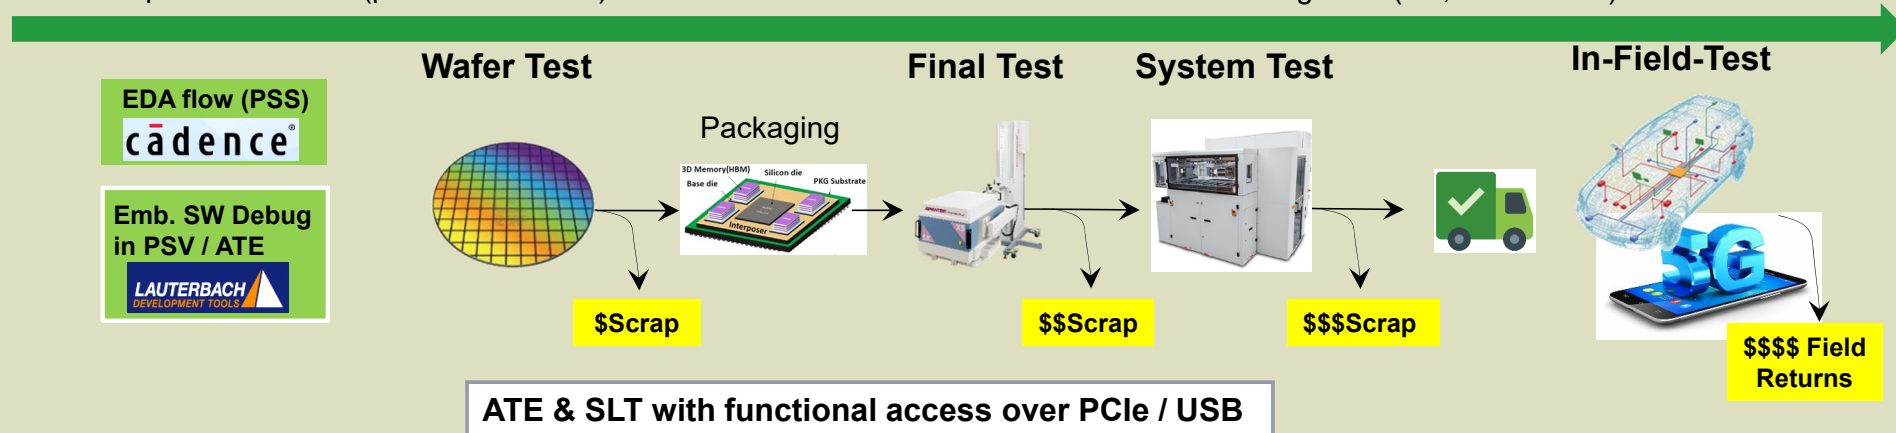 Wafer Test
Final Test
System Test
In-Field-Test
EDA flow (PSS)
cādence®
Packaging
3D Memory(HBM)
Silicon die
Base die
PKG Substrate
Interposer
Emb. SW Debug
in PSV / ATE
LAUTERBACH
DEVELOPMENT TOOLS
5G
$Scrap
$$Scrap
$$$Scrap
$$$$ Field
Returns
ATE & SLT with functional access over PCIe / USB